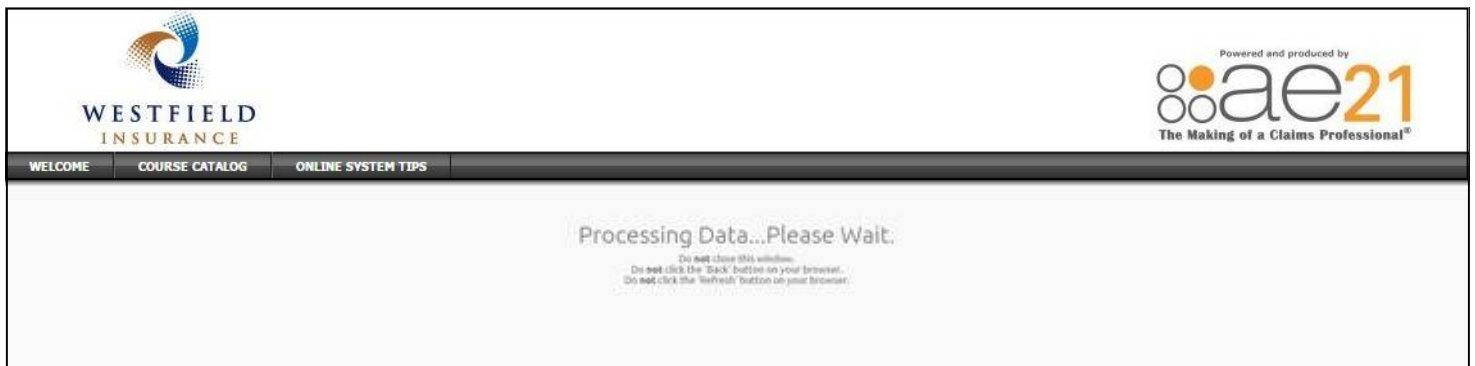 WESTFIELD
INSURANCE
Powered and produced by
ae21
The Making of a Claims Professional®
WELCOME COURSE CATALOG ONLINE SYSTEM TIPS
Processing Data...Please Wait.
Do not close this window.
Do not click the 'Back' button on your browser.
Do not click the 'Refresh' button on your browser.